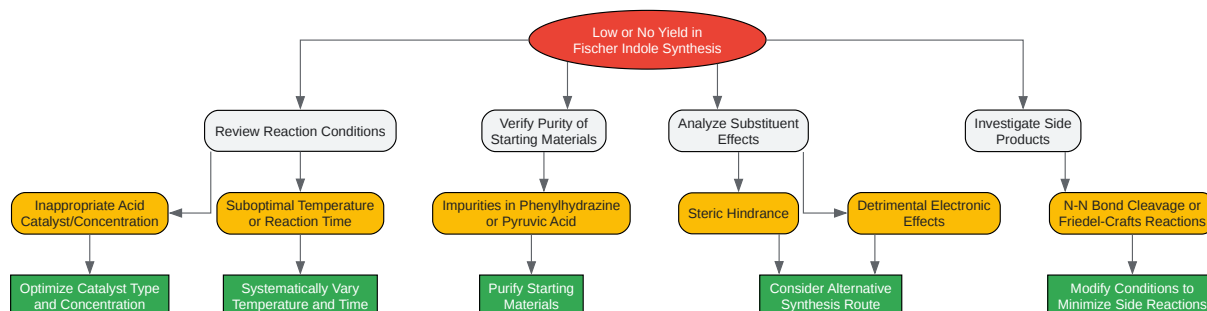 Low or No Yield in
Fischer Indole Synthesis
Review Reaction Conditions
Verify Purity of
Starting Materials
Analyze Substituent
Effects
Investigate Side
Products
Inappropriate Acid
Catalyst/Concentration
Suboptimal Temperature
or Reaction Time
Impurities in Phenylhydrazine
or Pyruvic Acid
Steric Hindrance
Detrimental Electronic
Effects
N-N Bond Cleavage or
Friedel-Crafts Reactions
Optimize Catalyst Type
and Concentration
Systematically Vary
Temperature and Time
Purify Starting
Materials
Consider Alternative
Synthesis Route
Modify Conditions to
Minimize Side Reactions